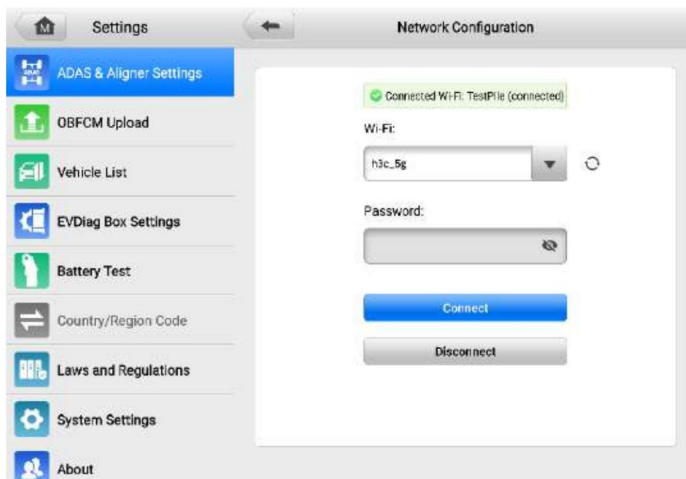 M
Settings
Network Configuration
ADAS
ADAS & Aligner Settings
OBFCM Upload
Vehicle List
EVDiag Box Settings
Battery Test
Country/Region Code
Laws and Regulations
System Settings
About
Connected Wi-Fi: TestPile (connected)
Wi-Fi:
h3c_5g
Password:
Connect
Disconnect